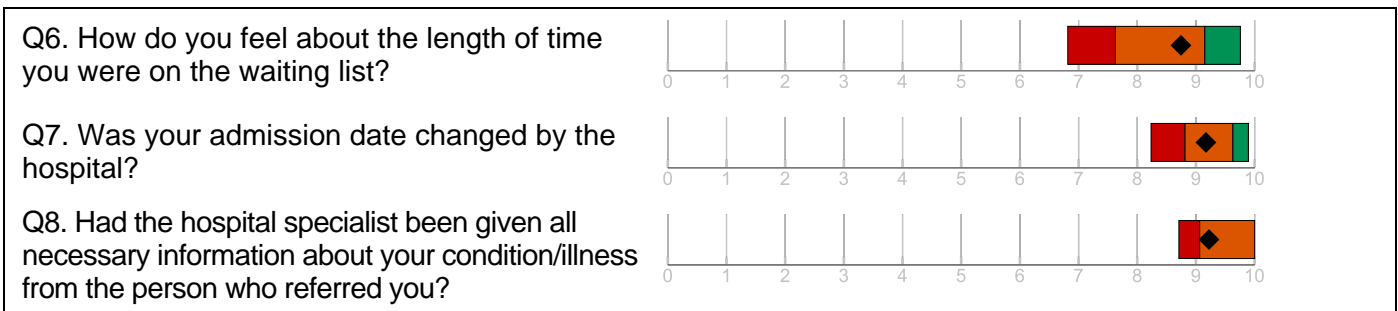 Q6. How do you feel about the length of time
you were on the waiting list?
0 1 2 3 4 5 6 7 8 9 10
Q7. Was your admission date changed by the
hospital?
0 1 2 3 4 5 6 7 8 9 10
Q8. Had the hospital specialist been given all
necessary information about your condition/illness
from the person who referred you?
0 1 2 3 4 5 6 7 8 9 10